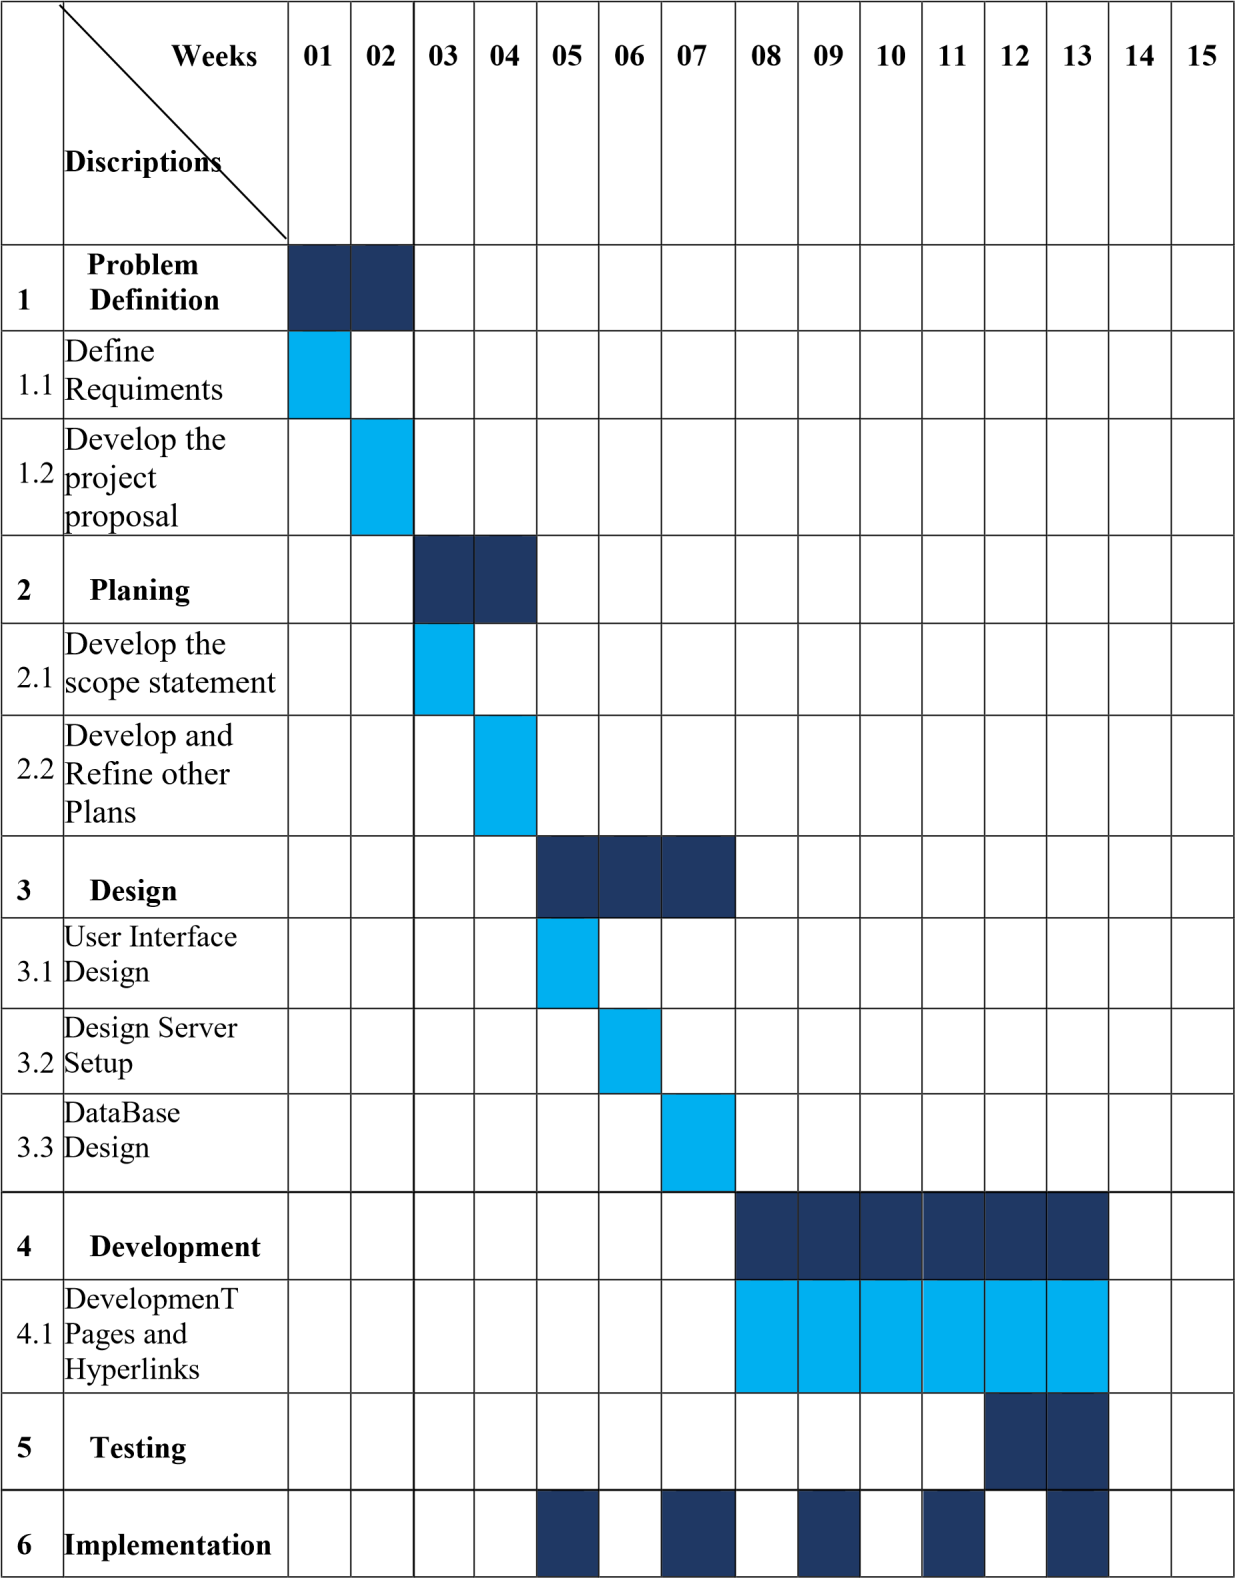 Weeks 01 02 03 04 05 06 07 08 09 10 11 12 13 14 15
Discriptions
Problem
1 Definition
Define
1.1 Requiments
Develop the
1.2 project
proposal
2 Planing
Develop the
2.1 scope statement
Develop and
2.2 Refine other
Plans
3 Design
User Interface
3.1 Design
Design Server
3.2 Setup
DataBase
3.3 Design
4 Development
DevelopmenT
4.1 Pages and
Hyperlinks
5 Testing
6 Implementation